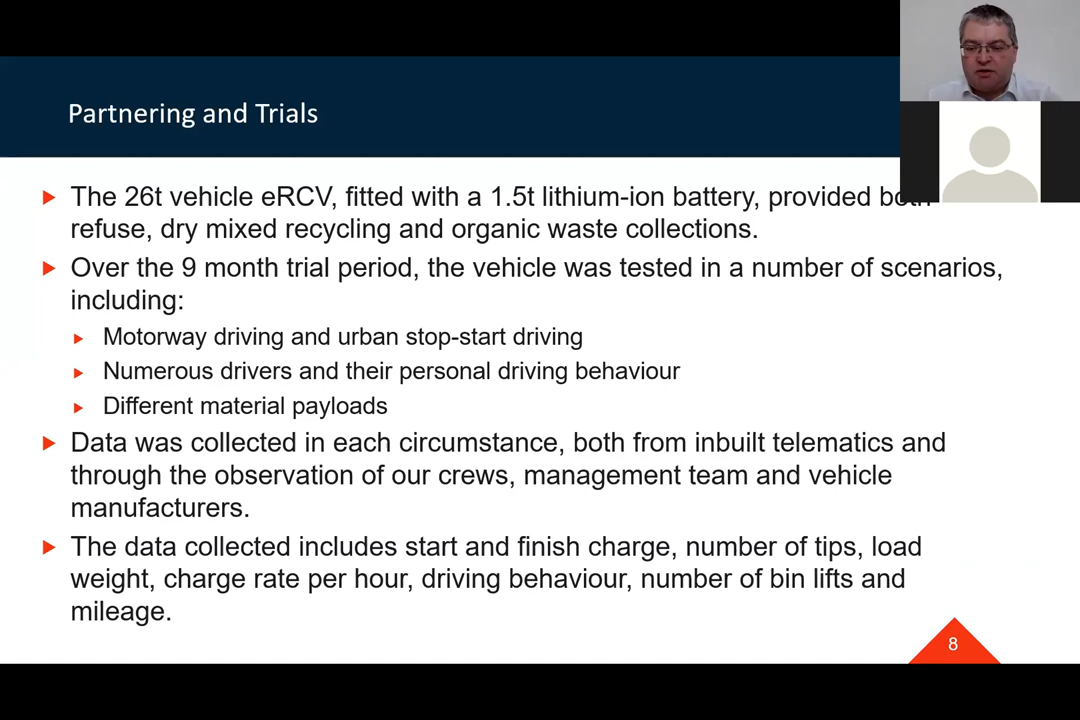 Partnering and Trials
The 26t vehicle eRCV, fitted with a 1.5t lithium-ion battery, provided both
refuse, dry mixed recycling and organic waste collections.
Over the 9 month trial period, the vehicle was tested in a number of scenarios,
including:
Motorway driving and urban stop-start driving
Numerous drivers and their personal driving behaviour
Different material payloads
Data was collected in each circumstance, both from inbuilt telematics and
through the observation of our crews, management team and vehicle
manufacturers.
The data collected includes start and finish charge, number of tips, load
weight, charge rate per hour, driving behaviour, number of bin lifts and
mileage.
8